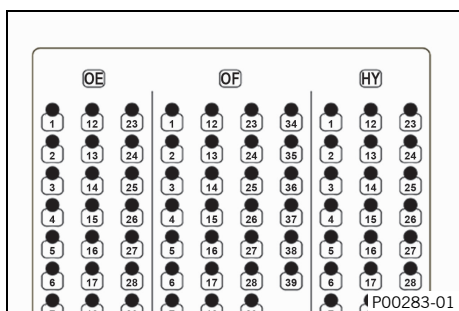 OE OF HY
1 12 23 1 12 23 34 1 12 23
2 13 24 2 13 24 35 2 13 24
3 14 25 3 14 25 36 3 14 25
4 15 26 4 15 26 37 4 15 26
5 16 27 5 16 27 38 5 16 27
6 17 28 6 17 28 39 6 17 28
P00283-01